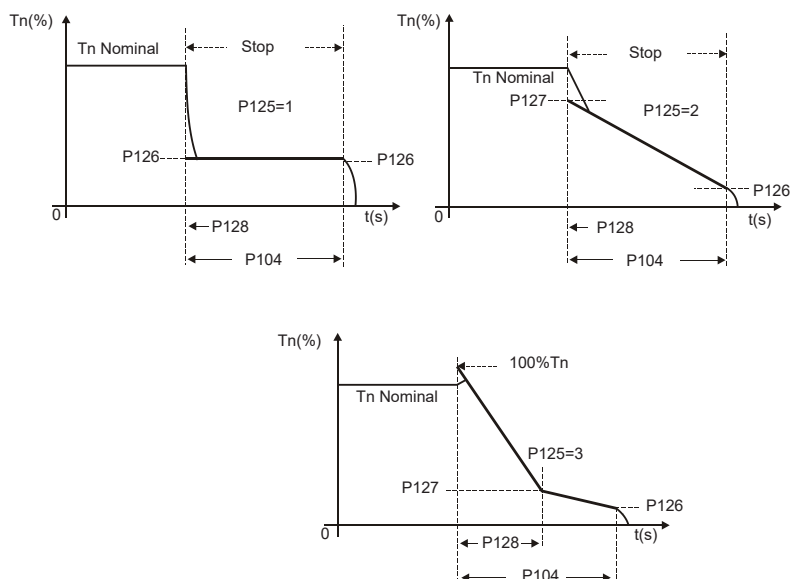 Tn(%)
Tn Nominal
Stop
P125=1
P126
P126
0
t(s)
P128
P104
Tn(%)
Stop
Tn Nominal
P127
P125=2
P126
0
t(s)
P128
P104
Tn(%)
100%Tn
Tn Nominal
P125=3
P127
P126
0
t(s)
P128
P104